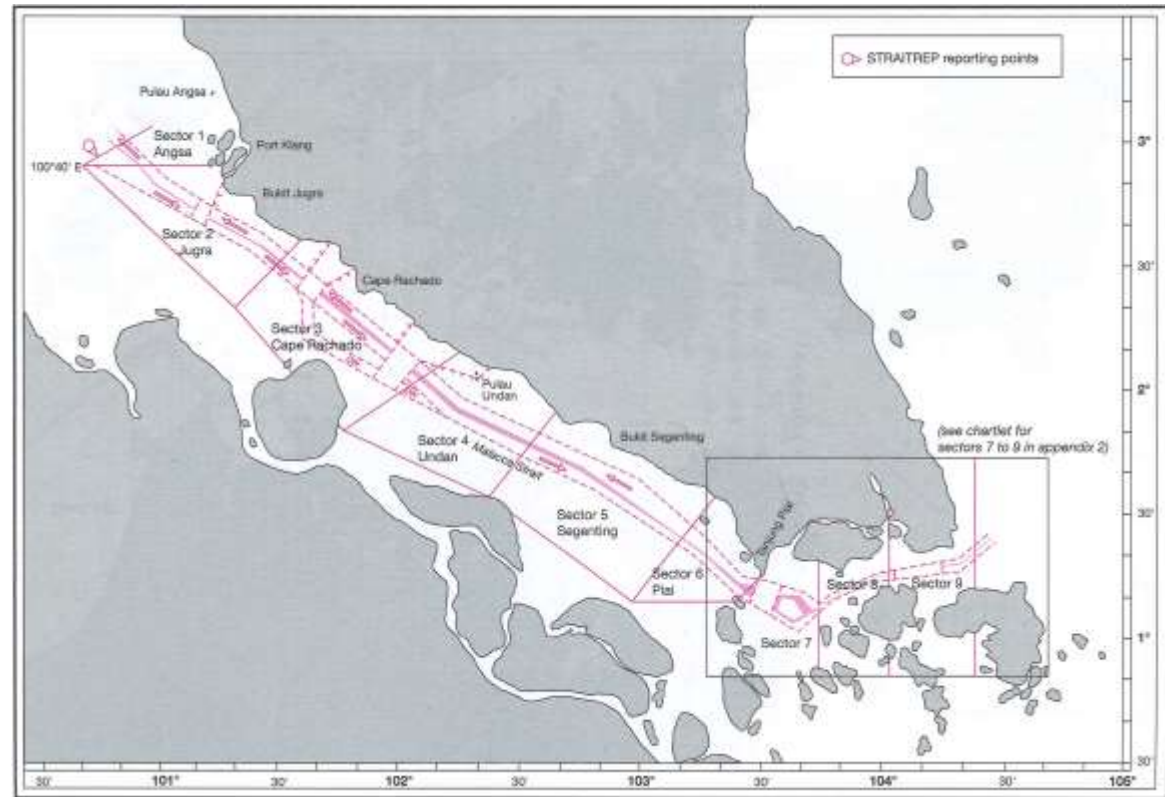 STRAITREP reporting points
Pulau Angsa
Sector 1
Angsa
Port Klang
100°40' E
Bukit Jugra
Sector 2
Jugra
Cape Rachado
Sector 3
Cape Rachado
Pulau
Undan
Sector 4
Undan
Malacca Strait
Bukit Segenting
(see chartlet for
sectors 7 to 9 in appendix 2)
Sector 5
Segenting
Tanjung Piai
Sector 6
Piai
Sector 8
Sector 9
Sector 7
3°
30'
2°
30'
1°
30'
30'
101°
30'
102°
30'
103°
30'
104°
30'
105°